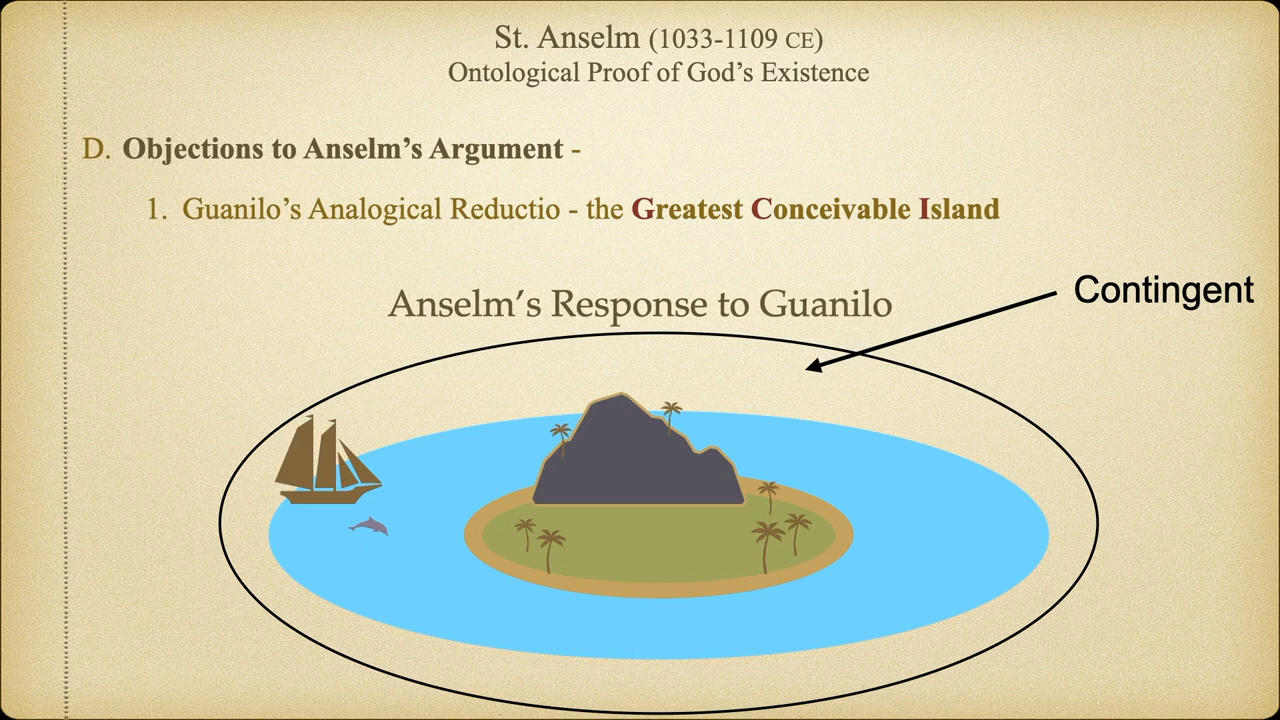 St. Anselm (1033-1109 CE)
Ontological Proof of God's Existence
D. Objections to Anselm's Argument -
1. Guanilo's Analogical Reductio - the Greatest Conceivable Island
Contingent
Anselm's Response to Guanilo